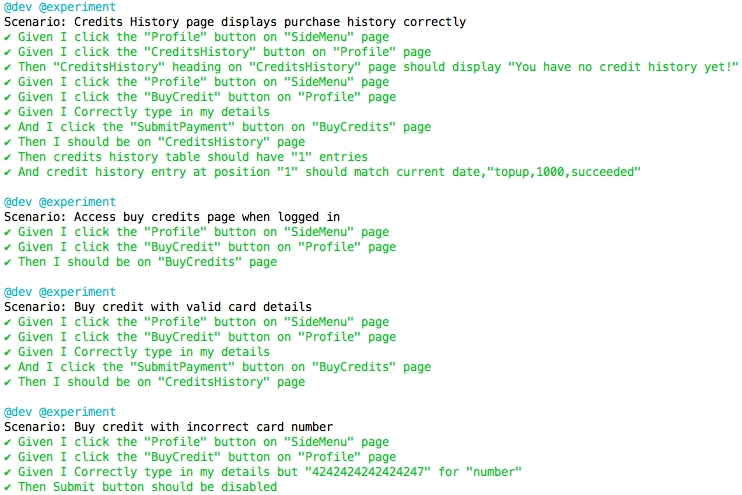 @dev @experiment
Scenario: Credits History page displays purchase history correctly
✔ Given I click the "Profile" button on "SideMenu" page
✔ Given I click the "CreditsHistory" button on "Profile" page
✔ Then "CreditsHistory" heading on "CreditsHistory" page should display "You have no credit history yet!"
✔ Given I click the "Profile" button on "SideMenu" page
✔ Given I click the "BuyCredit" button on "Profile" page
✔ Given I Correctly type in my details
✔ And I click the "SubmitPayment" button on "BuyCredits" page
✔ Then I should be on "CreditsHistory" page
✔ Then credits history table should have "1" entries
✔ And credit history entry at position "1" should match current date,"topup,1000,succeeded"

@dev @experiment
Scenario: Access buy credits page when logged in
✔ Given I click the "Profile" button on "SideMenu" page
✔ Given I click the "BuyCredit" button on "Profile" page
✔ Then I should be on "BuyCredits" page

@dev @experiment
Scenario: Buy credit with valid card details
✔ Given I click the "Profile" button on "SideMenu" page
✔ Given I click the "BuyCredit" button on "Profile" page
✔ Given I Correctly type in my details
✔ And I click the "SubmitPayment" button on "BuyCredits" page
✔ Then I should be on "CreditsHistory" page

@dev @experiment
Scenario: Buy credit with incorrect card number
✔ Given I click the "Profile" button on "SideMenu" page
✔ Given I click the "BuyCredit" button on "Profile" page
✔ Given I Correctly type in my details but "4242424242424247" for "number"
✔ Then Submit button should be disabled